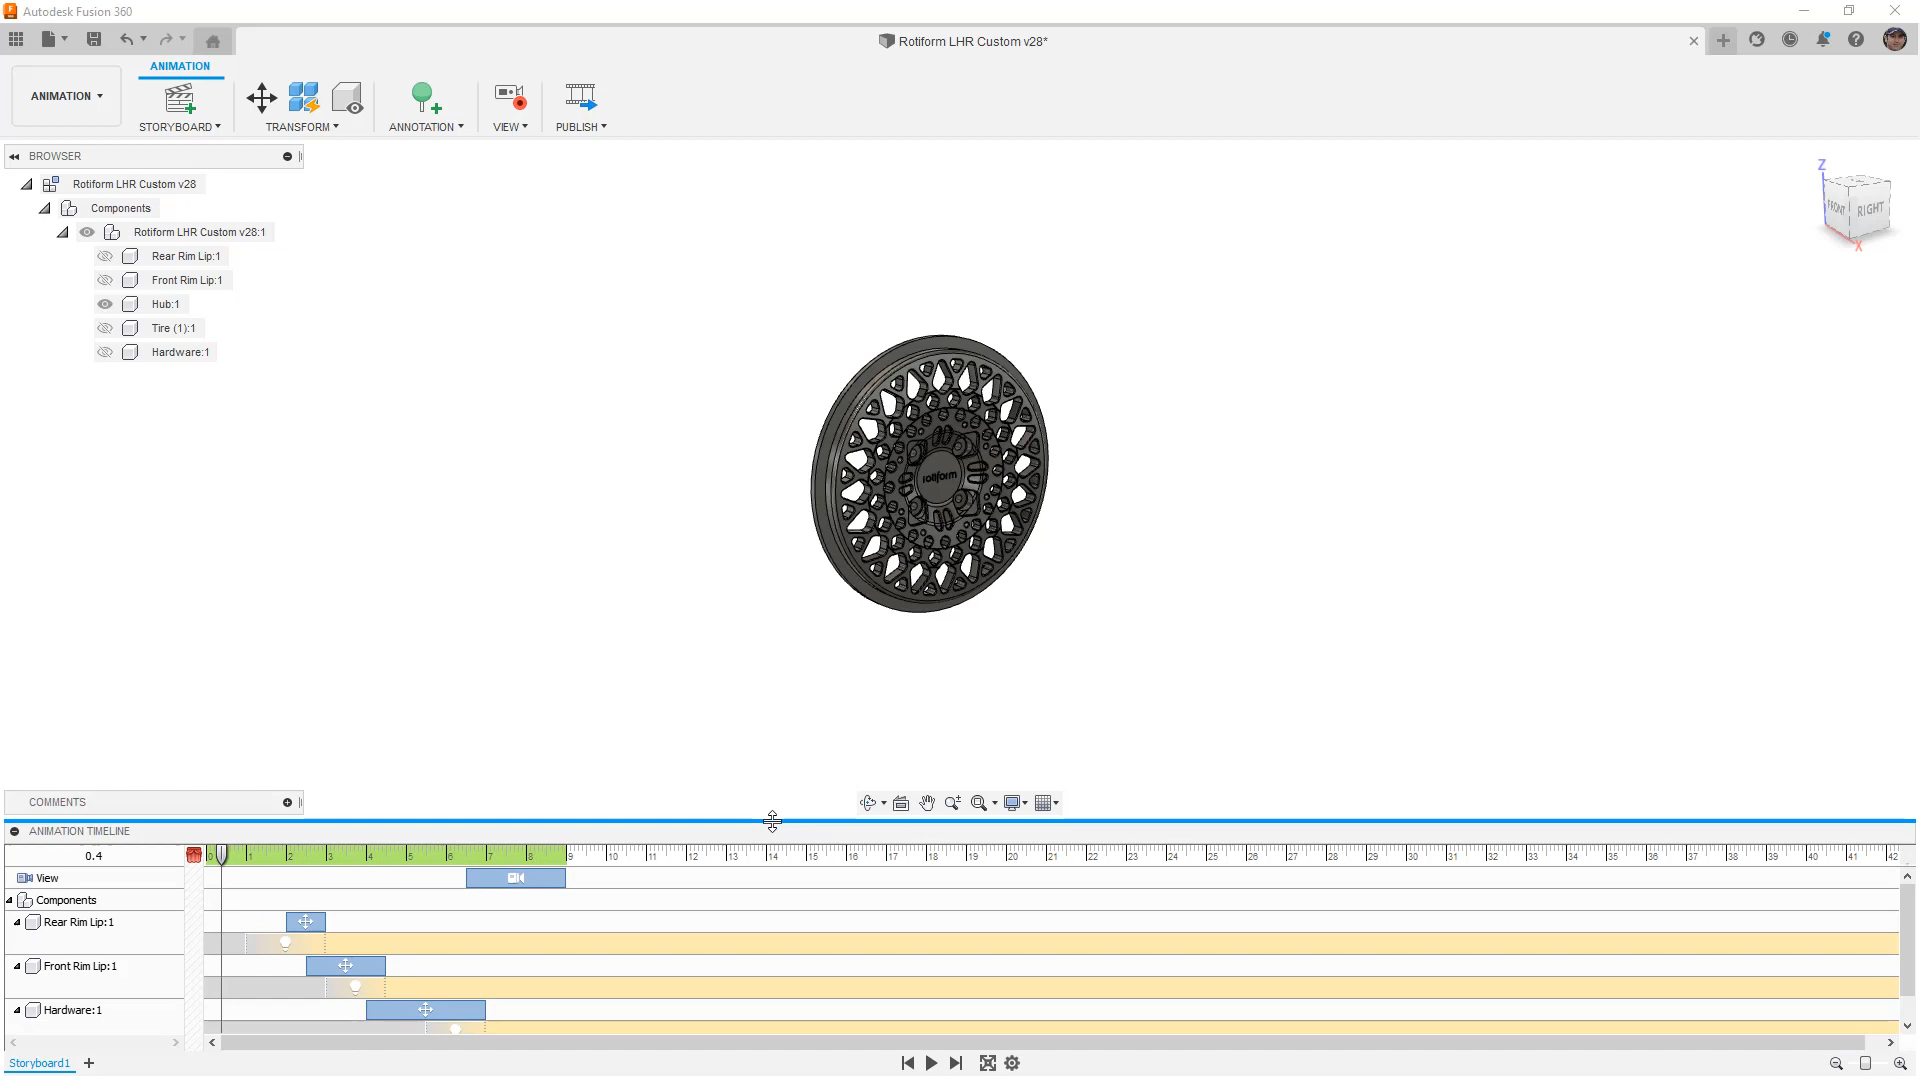 Autodesk Fusion 360
Rotiform LHR Custom v28*
ANIMATION
ANIMATION
STORYBOARD
TRANSFORM
ANNOTATION
VIEW
PUBLISH
BROWSER
Rotiform LHR Custom v28
Components
Rotiform LHR Custom v28:1
Rear Rim Lip:1
Front Rim Lip:1
Hub:1
Tire (1):1
Hardware:1
Z
FRONT
RIGHT
X
rotiform
COMMENTS
ANIMATION TIMELINE
0.4
0 1 2 3 4 5 6 7 8 9 10 11 12 13 14 15 16 17 18 19 20 21 22 23 24 25 26 27 28 29 30 31 32 33 34 35 36 37 38 39 40 41 42
View
Components
Rear Rim Lip:1
Front Rim Lip:1
Hardware:1
Storyboard1